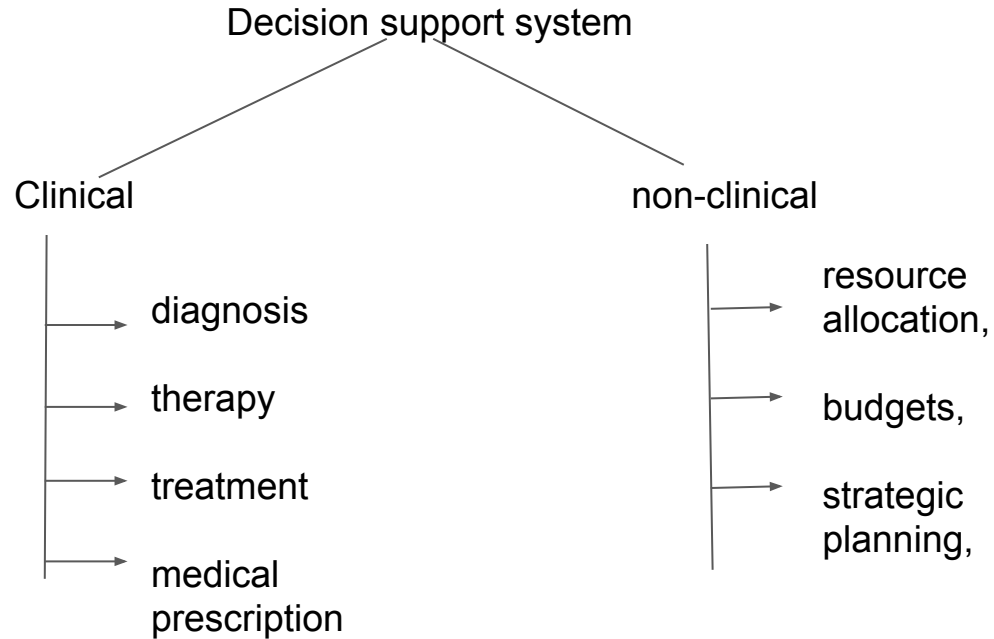 Decision support system
Clinical
diagnosis
therapy
treatment
medical
prescription
non-clinical
resource
allocation,
budgets,
strategic
planning,